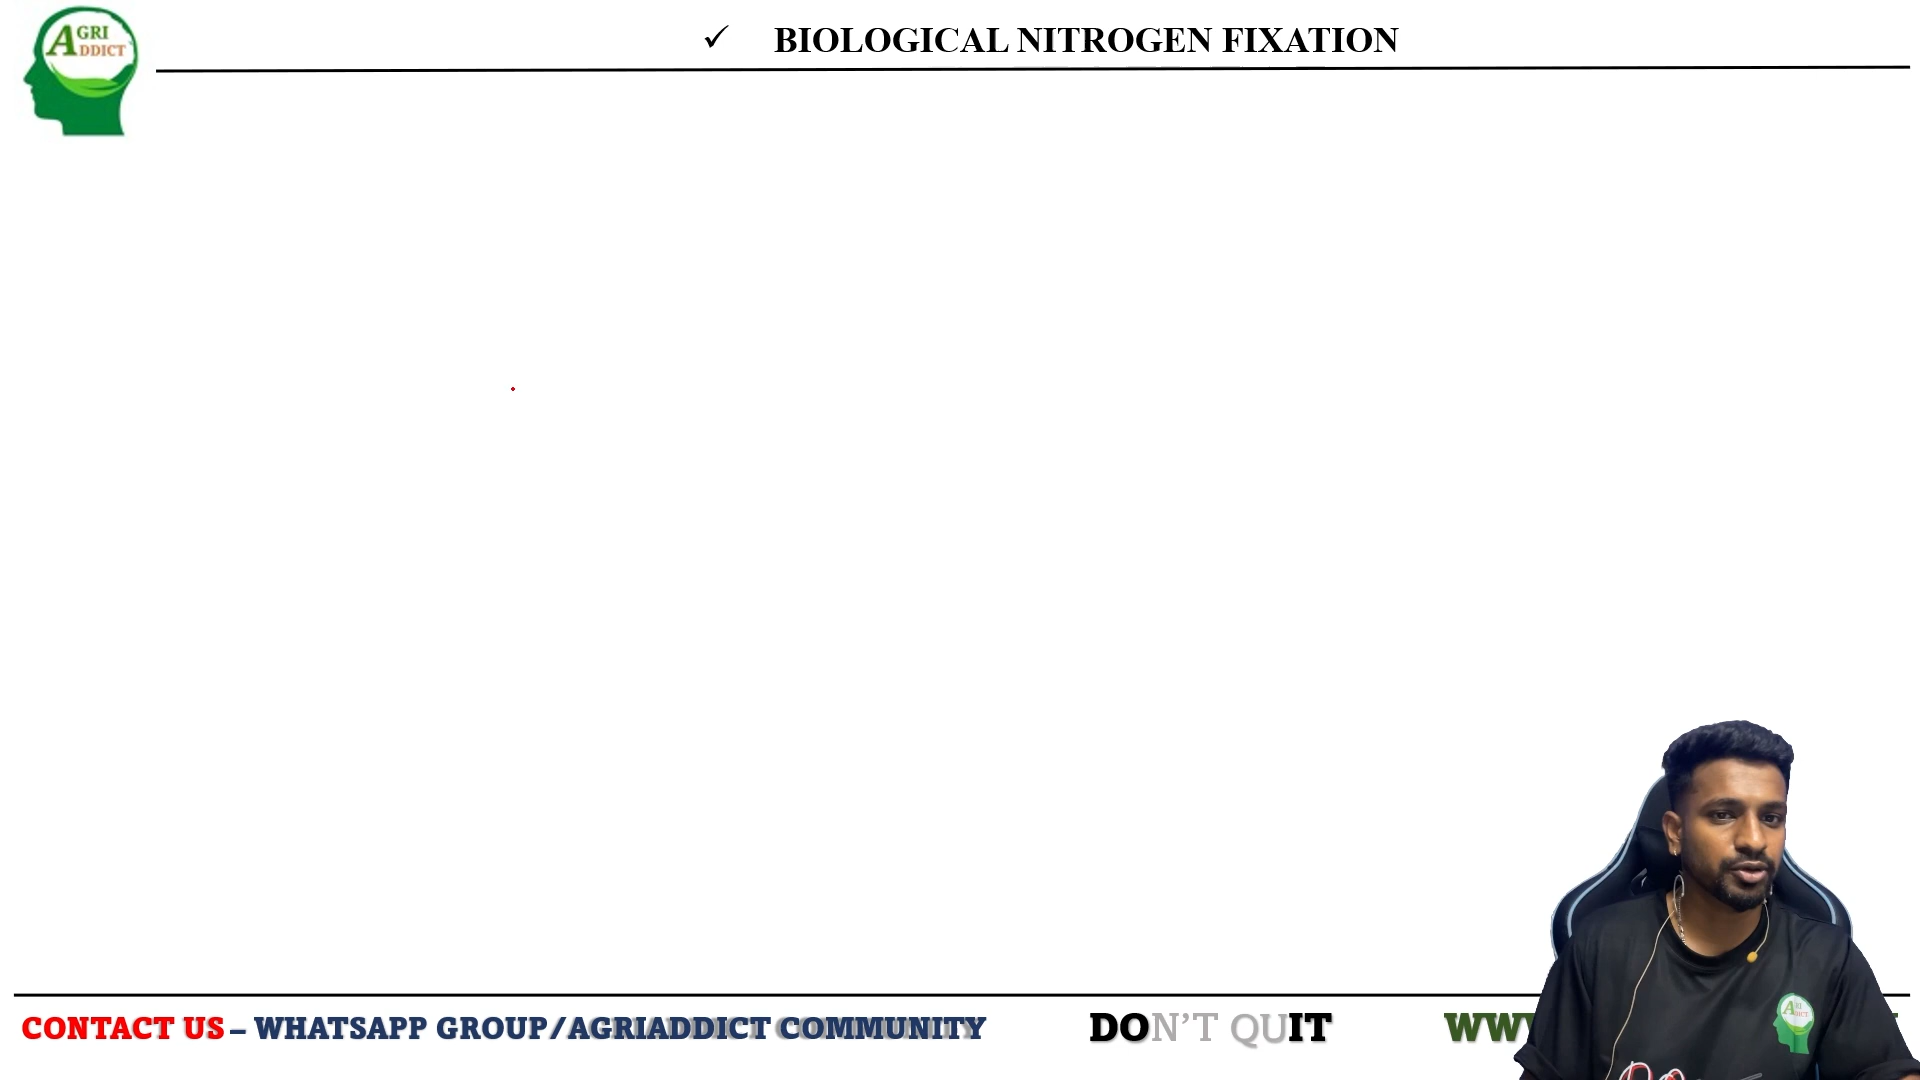 AGRI
ADDICT
✓ BIOLOGICAL NITROGEN FIXATION
CONTACT US – WHATSAPP GROUP/AGRIADDICT COMMUNITY
DON'T QUIT